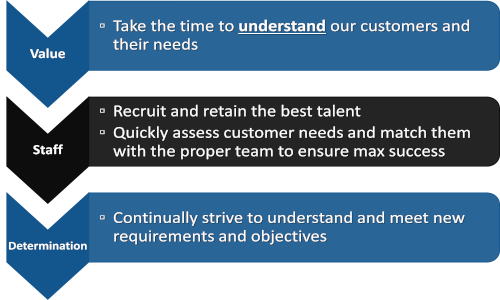 Value
Take the time to understand our customers and
their needs
Staff
Recruit and retain the best talent
Quickly assess customer needs and match them
with the proper team to ensure max success
Determination
Continually strive to understand and meet new
requirements and objectives